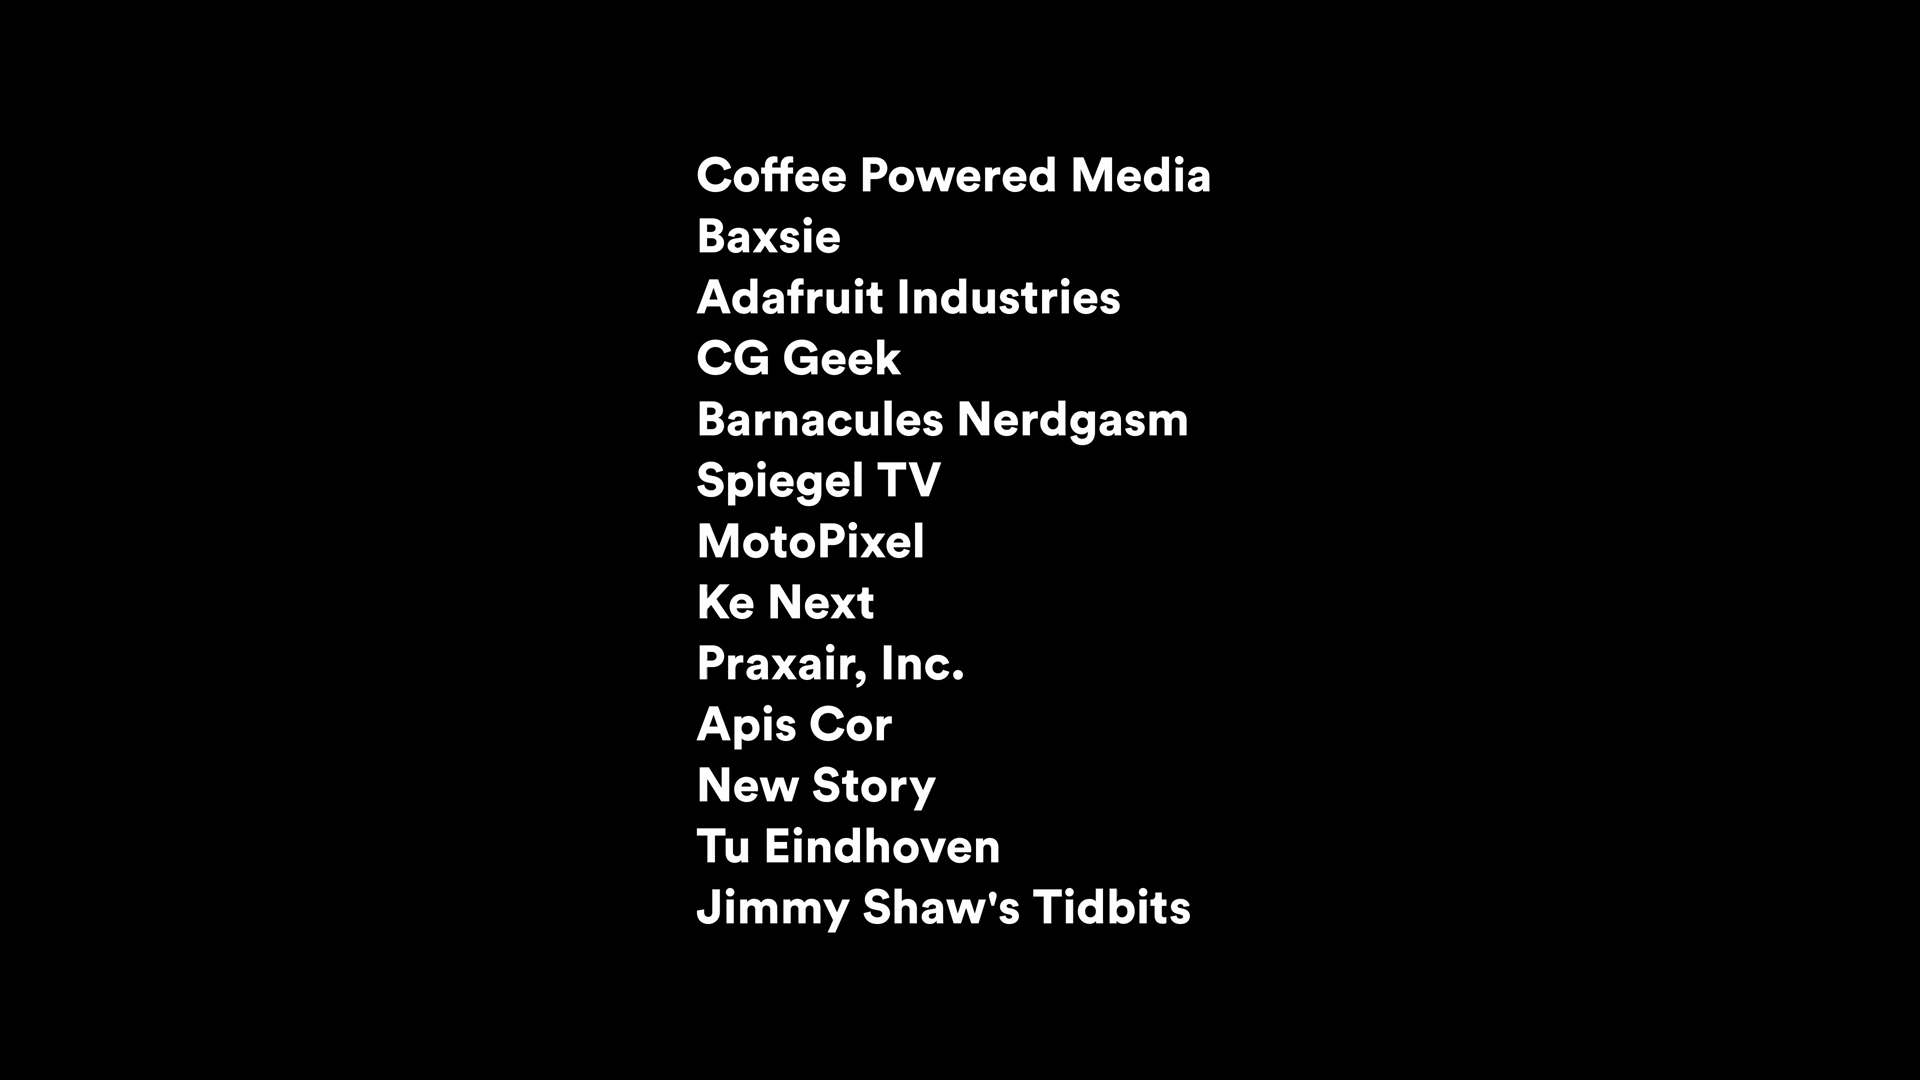 Coffee Powered Media
Baxsie
Adafruit Industries
CG Geek
Barnacules Nerdgasm
Spiegel TV
MotoPixel
Ke Next
Praxair, Inc.
Apis Cor
New Story
Tu Eindhoven
Jimmy Shaw's Tidbits